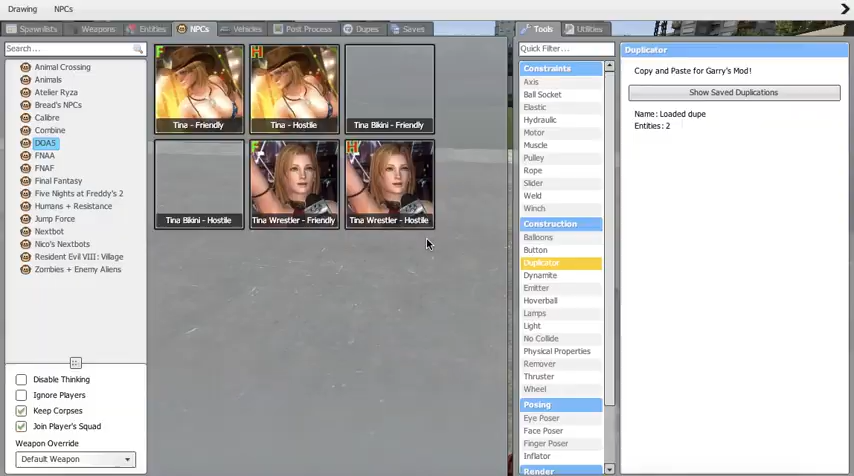 Drawing NPCs
Spawnlists Weapons Entities NPCs Vehicles Post Process Dupes Saves
Search...
Animal Crossing
Animals
Atelier Ryza
Bread's NPCs
Calibre
Combine
DOA5
FNAA
FNAF
Final Fantasy
Five Nights at Freddy's 2
Humans + Resistance
Jump Force
Nextbot
Nico's Nextbots
Resident Evil VIII: Village
Zombies + Enemy Aliens
Disable Thinking
Ignore Players
Keep Corpses
Join Player's Squad
Weapon Override
Default Weapon
F
Tina - Friendly
H
Tina - Hostile
Tina Bikini - Friendly
Tina Bikini - Hostile
F
Tina Wrestler - Friendly
H
Tina Wrestler - Hostile
Tools Utilities
Quick Filter...
Constraints
Axis
Ball Socket
Elastic
Hydraulic
Motor
Muscle
Pulley
Rope
Slider
Weld
Winch
Construction
Balloons
Button
Duplicator
Dynamite
Emitter
Hoverball
Lamps
Light
No Collide
Physical Properties
Remover
Thruster
Wheel
Posing
Eye Poser
Face Poser
Finger Poser
Inflator
Render
Duplicator
Copy and Paste for Garry's Mod!
Show Saved Duplications
Name: Loaded dupe
Entities: 2